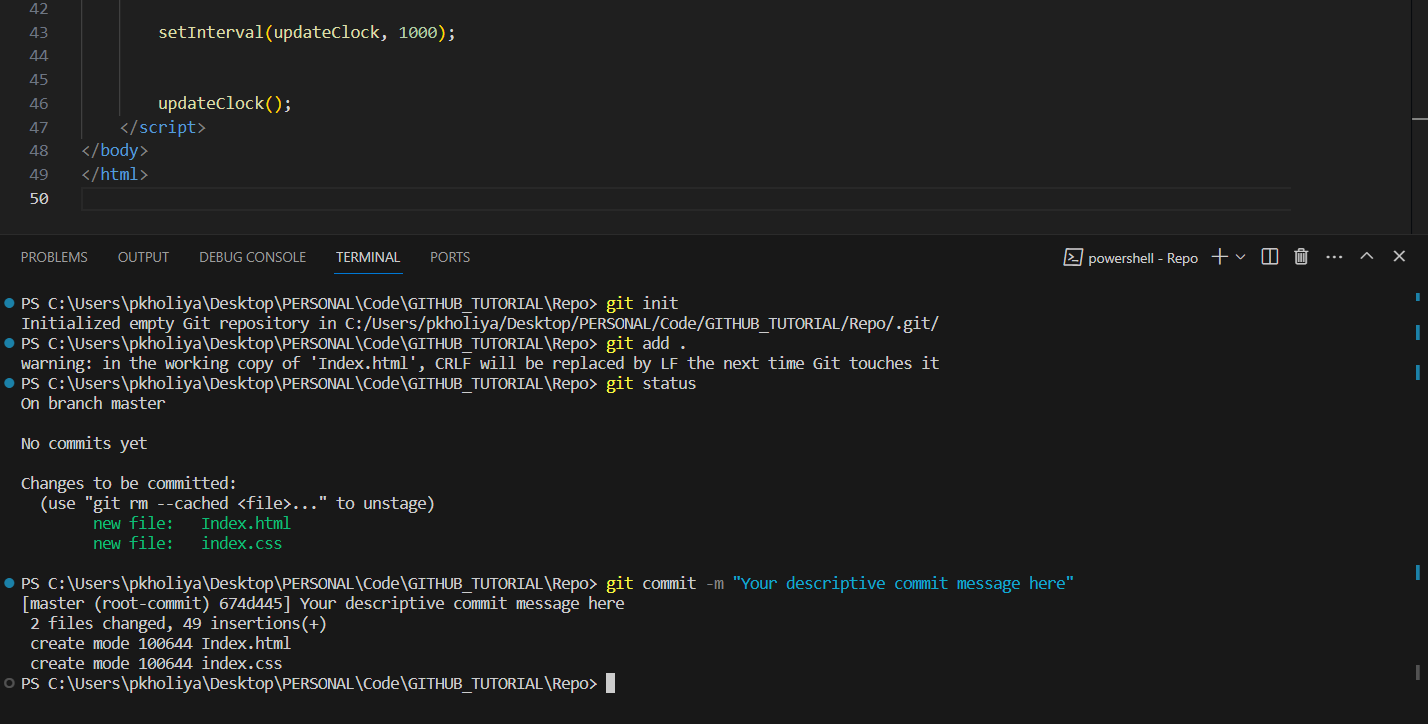 42
43 setInterval(updateClock, 1000);
44
45
46 updateClock();
47 </script>
48 </body>
49 </html>
50
PROBLEMS OUTPUT DEBUG CONSOLE TERMINAL PORTS powershell - Repo
PS C:\Users\pkholiya\Desktop\PERSONAL\Code\GITHUB_TUTORIAL\Repo> git init
Initialized empty Git repository in C:/Users/pkholiya/Desktop/PERSONAL/Code/GITHUB_TUTORIAL/Repo/.git/
PS C:\Users\pkholiya\Desktop\PERSONAL\Code\GITHUB_TUTORIAL\Repo> git add .
warning: in the working copy of 'Index.html', CRLF will be replaced by LF the next time Git touches it
PS C:\Users\pkholiya\Desktop\PERSONAL\Code\GITHUB_TUTORIAL\Repo> git status
On branch master
No commits yet
Changes to be committed:
(use "git rm --cached <file>..." to unstage)
new file: Index.html
new file: index.css
PS C:\Users\pkholiya\Desktop\PERSONAL\Code\GITHUB_TUTORIAL\Repo> git commit -m "Your descriptive commit message here"
[master (root-commit) 674d445] Your descriptive commit message here
2 files changed, 49 insertions(+)
create mode 100644 Index.html
create mode 100644 index.css
PS C:\Users\pkholiya\Desktop\PERSONAL\Code\GITHUB_TUTORIAL\Repo>